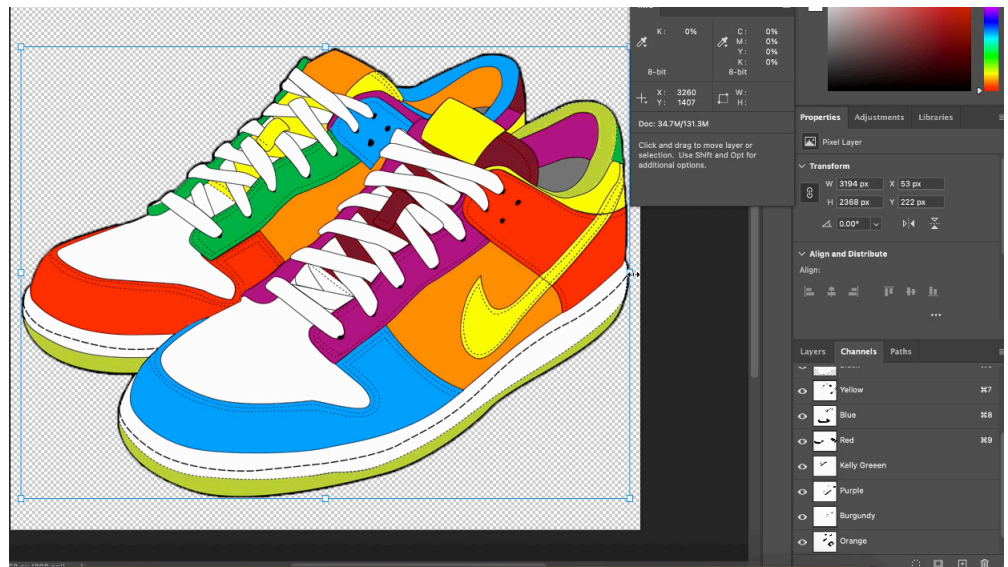 K: 0%
C: 0%
M: 0%
Y: 0%
K: 0%
8-bit
8-bit
X: 3260
Y: 1407
W:
H:
Doc: 34.7M/131.3M
Click and drag to move layer or
selection. Use Shift and Opt for
additional options.
Properties Adjustments Libraries
Pixel Layer
Transform
W 3194 px X 53 px
H 2368 px Y 222 px
0.00°
Align and Distribute
Align:
Layers Channels Paths
Yellow ⌘7
Blue ⌘8
Red ⌘9
Kelly Greeen
Purple
Burgundy
Orange